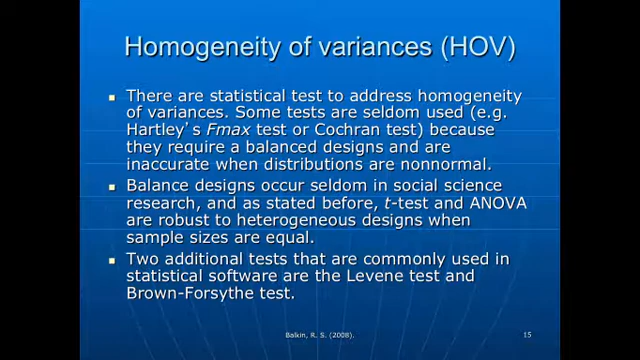 Homogeneity of variances (HOV)
There are statistical test to address homogeneity
of variances. Some tests are seldom used (e.g.
Hartley's Fmax test or Cochran test) because
they require a balanced designs and are
inaccurate when distributions are nonnormal.
Balance designs occur seldom in social science
research, and as stated before, t-test and ANOVA
are robust to heterogeneous designs when
sample sizes are equal.
Two additional tests that are commonly used in
statistical software are the Levene test and
Brown-Forsythe test.
Balkin, R. S. (2008).
15